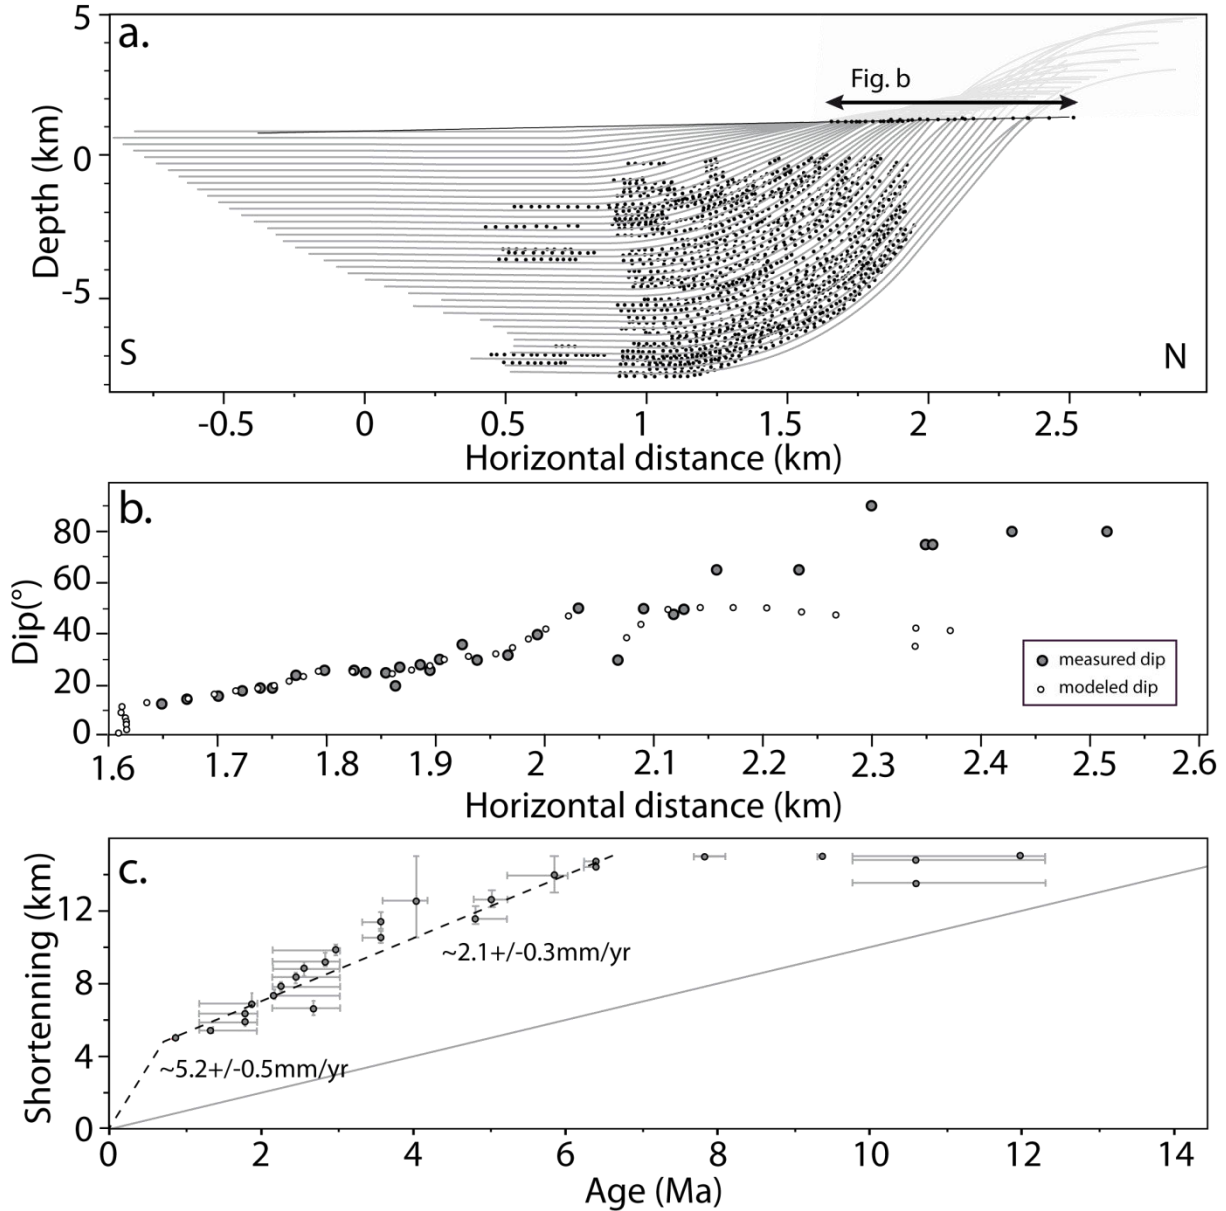 a.
5
0
-5
Depth (km)
Fig. b
S
N
-0.5 0 0.5 1 1.5 2 2.5
Horizontal distance (km)
b.
80
60
40
20
0
Dip(°)
measured dip
modeled dip
1.6 1.7 1.8 1.9 2 2.1 2.2 2.3 2.4 2.5 2.6
Horizontal distance (km)
c.
12
8
4
0
Shortenning (km)
~2.1+/-0.3mm/yr
~5.2+/-0.5mm/yr
0 2 4 6 8 10 12 14
Age (Ma)